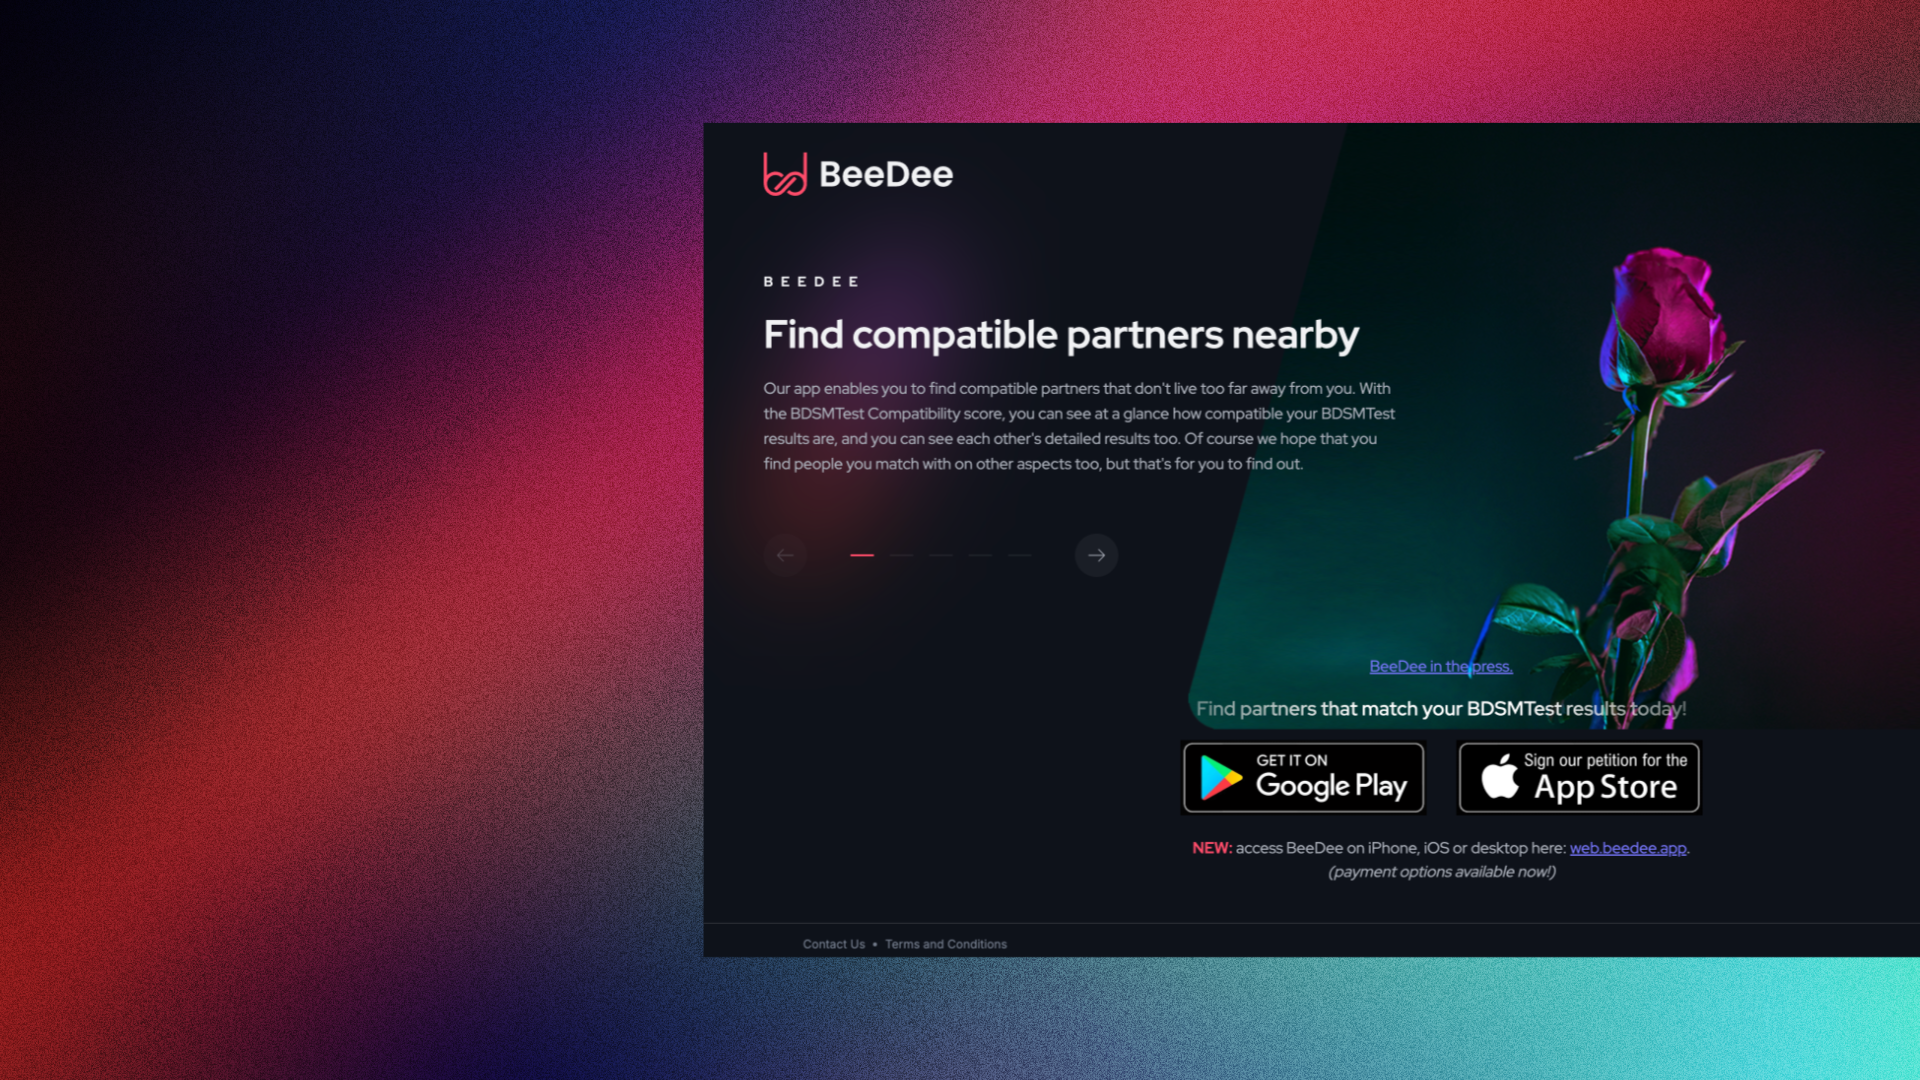 BeeDee
BEEDEE
Find compatible partners nearby
Our app enables you to find compatible partners that don't live too far away from you. With
the BDSMTest Compatibility score, you can see at a glance how compatible your BDSMTest
results are, and you can see each other's detailed results too. Of course we hope that you
find people you match with on other aspects too, but that's for you to find out.
BeeDee in the press.
Find partners that match your BDSMTest results today!
GET IT ON
Google Play
Sign our petition for the
App Store
NEW: access BeeDee on iPhone, iOS or desktop here: web.beedee.app.
(payment options available now!)
Contact Us • Terms and Conditions